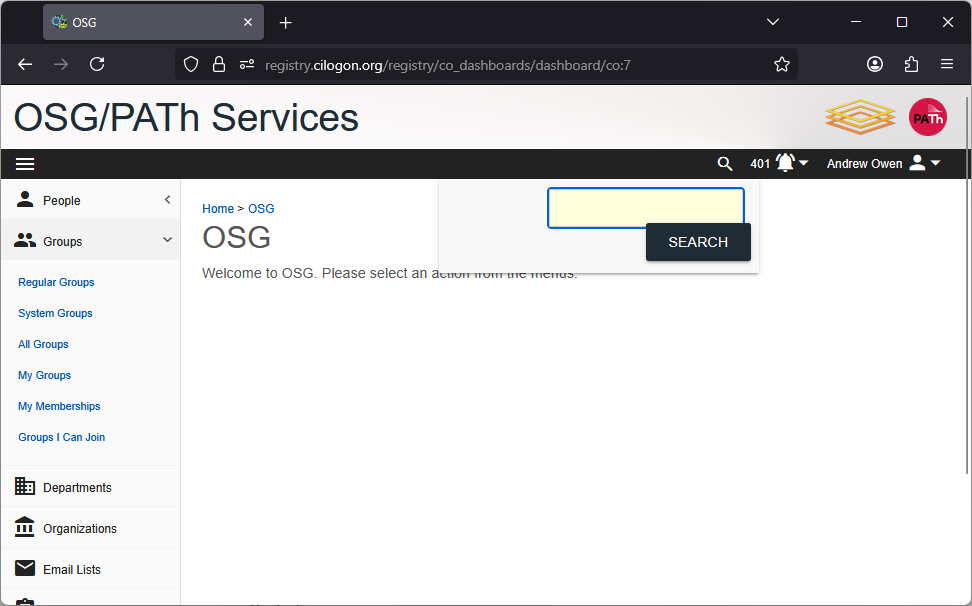 OSG
registry.cilogon.org/registry/co_dashboards/dashboard/co:7
OSG/PATh Services
PATh
401
Andrew Owen
People
Groups
Regular Groups
System Groups
All Groups
My Groups
My Memberships
Groups I Can Join
Departments
Organizations
Email Lists
Home > OSG
OSG
Welcome to OSG. Please select an action from the menus.
SEARCH